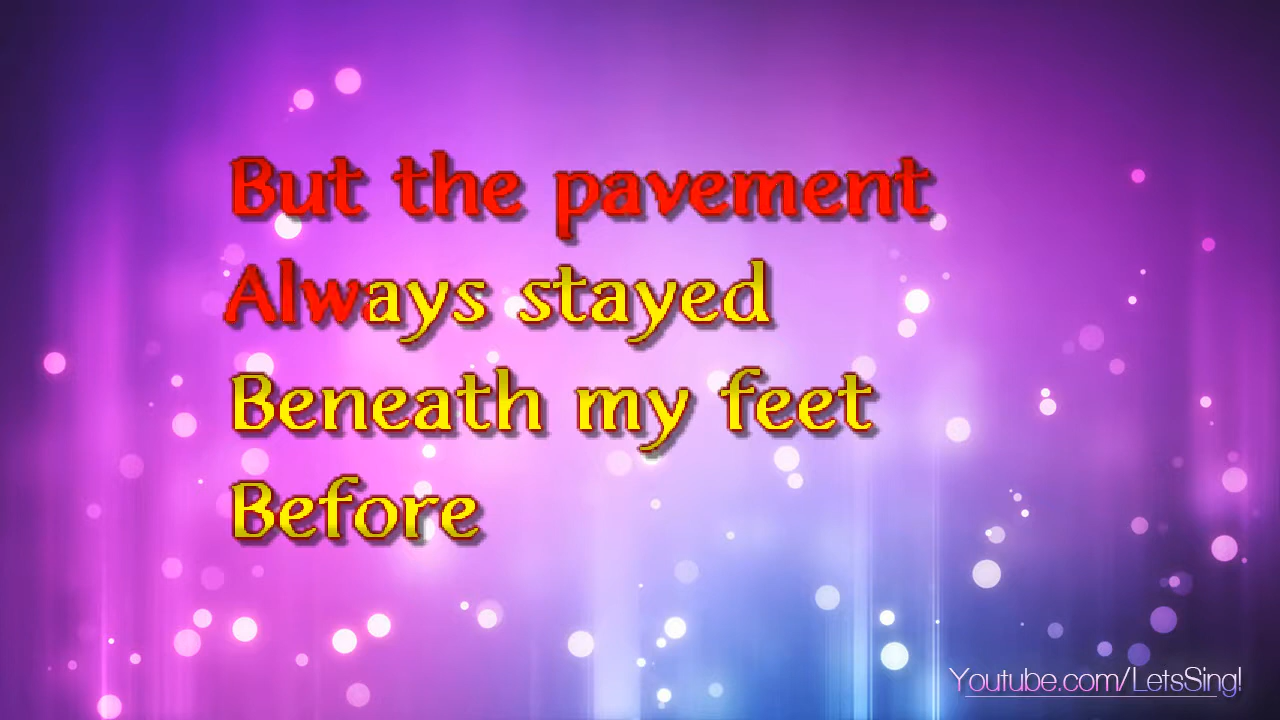 But the pavement
Always stayed
Beneath my feet
Before
Youtube.com/LetsSing!